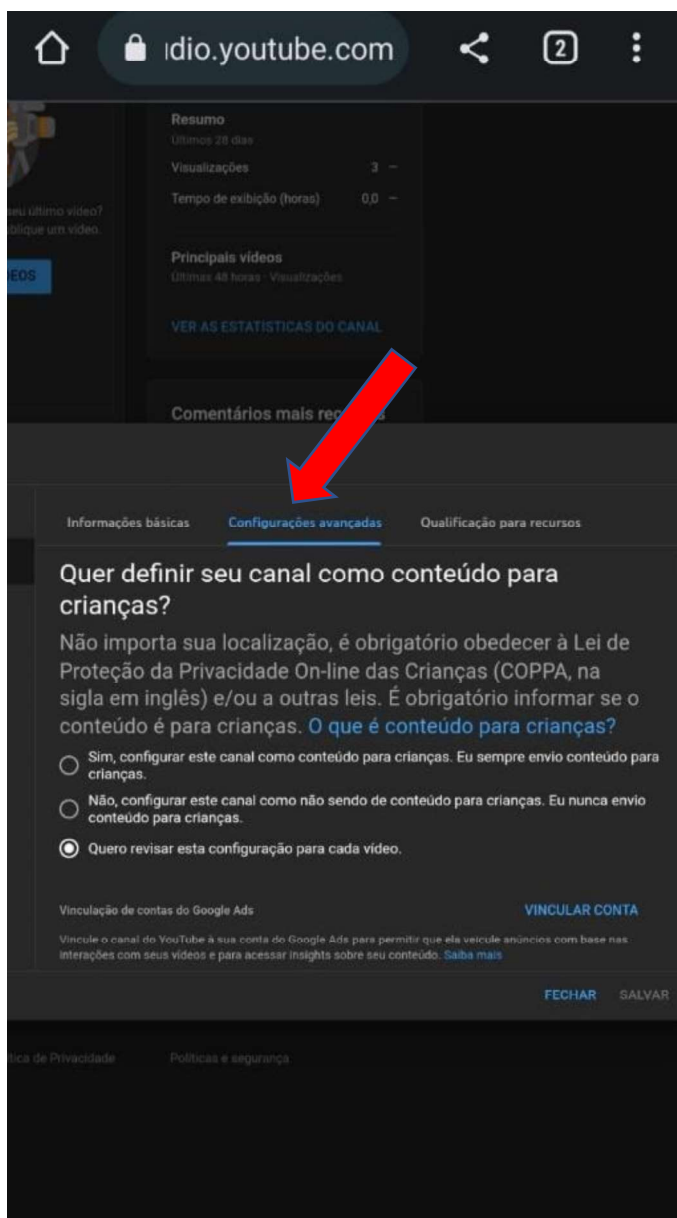 ıdio.youtube.com
2
Resumo
Últimos 28 dias
Visualizações 3 –
Tempo de exibição (horas) 0,0 –
seu último vídeo?
ublique um vídeo.
EOS
Principais vídeos
Últimas 48 horas · Visualizações
VER AS ESTATÍSTICAS DO CANAL
Comentários mais
Informações básicas Configurações avançadas Qualificação para recursos
Quer definir seu canal como conteúdo para
crianças?
Não importa sua localização, é obrigatório obedecer à Lei de
Proteção da Privacidade On-line das Crianças (COPPA, na
sigla em inglês) e/ou a outras leis. É obrigatório informar se o
conteúdo é para crianças. O que é conteúdo para crianças?
Sim, configurar este canal como conteúdo para crianças. Eu sempre envio conteúdo para
crianças.
Não, configurar este canal como não sendo de conteúdo para crianças. Eu nunca envio
conteúdo para crianças.
Quero revisar esta configuração para cada vídeo.
Vinculação de contas do Google Ads VINCULAR CONTA
Vincule o canal do YouTube à sua conta do Google Ads para permitir que ela veicule anúncios com base nas
interações com seus vídeos e para acessar insights sobre seu conteúdo. Saiba mais
FECHAR SALVAR
ítica de Privacidade Políticas e segurança